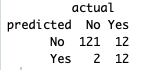 actual
predicted No Yes
No 121 12
Yes 2 12